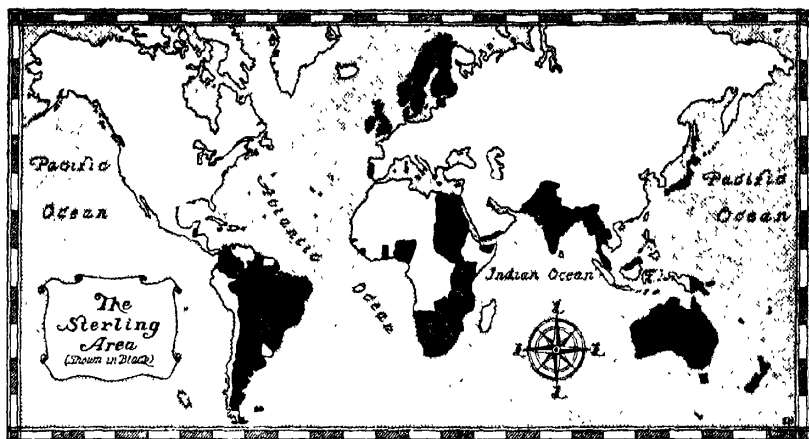 Pacific
Ocean
Atlantic
Ocean
Indian Ocean
Pacific
Ocean
The
Sterling
Area
(Shown in Black)
L
L
L
L